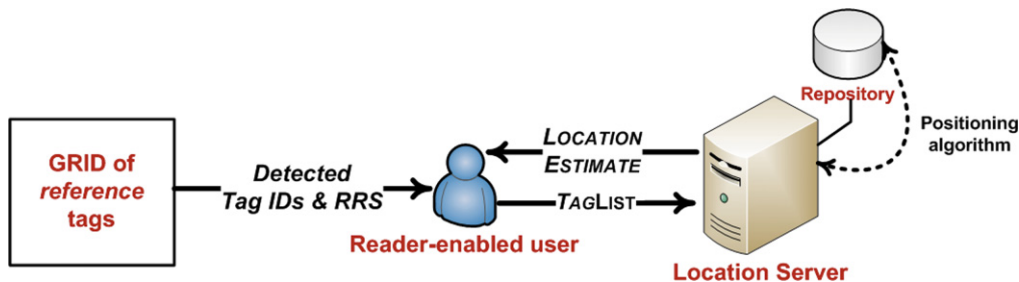 GRID of
reference
tags
Detected
Tag IDs & RRS
Reader-enabled user
LOCATION
ESTIMATE
TAGLIST
Location Server
Repository
Positioning
algorithm